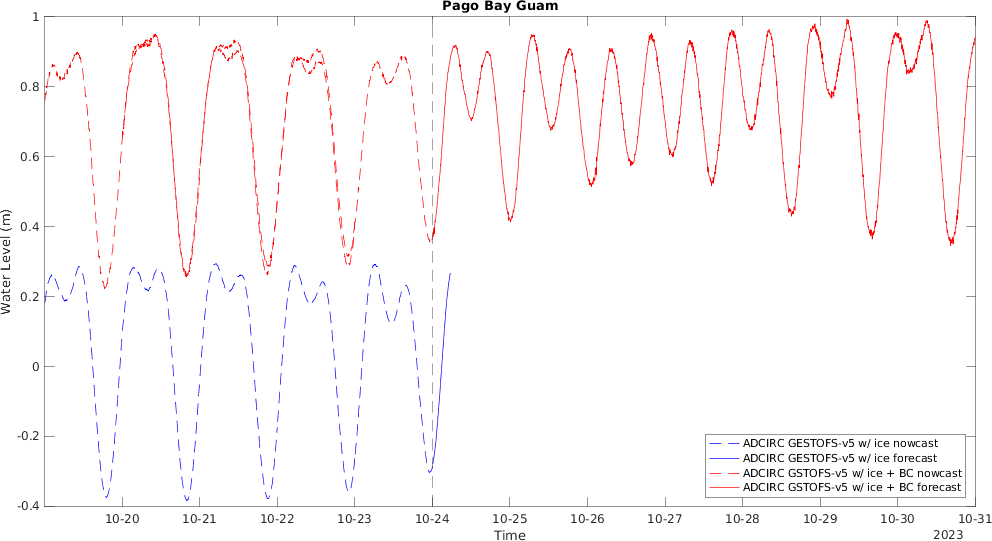 Pago Bay Guam
1
0.8
0.6
0.4
0.2
0
-0.2
-0.4
Water Level (m)
ADCIRC GESTOFS-v5 w/ ice nowcast
ADCIRC GESTOFS-v5 w/ ice forecast
ADCIRC GSTOFS-v5 w/ ice + BC nowcast
ADCIRC GSTOFS-v5 w/ ice + BC forecast
10-20 10-21 10-22 10-23 10-24 10-25 10-26 10-27 10-28 10-29 10-30 10-31
Time
2023